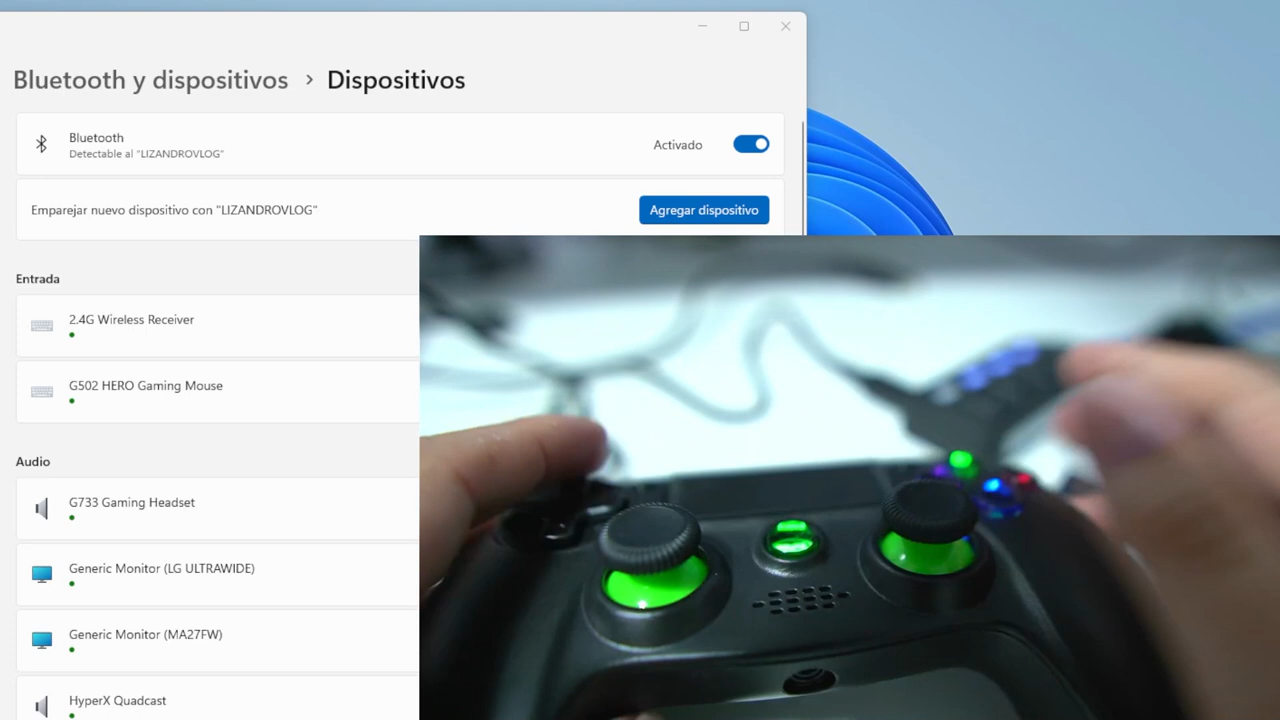 Bluetooth y dispositivos > Dispositivos
Bluetooth
Detectable al "LIZANDROVLOG"
Activado
Emparejar nuevo dispositivo con "LIZANDROVLOG"
Agregar dispositivo
Entrada
2.4G Wireless Receiver
G502 HERO Gaming Mouse
Audio
G733 Gaming Headset
Generic Monitor (LG ULTRAWIDE)
Generic Monitor (MA27FW)
HyperX Quadcast